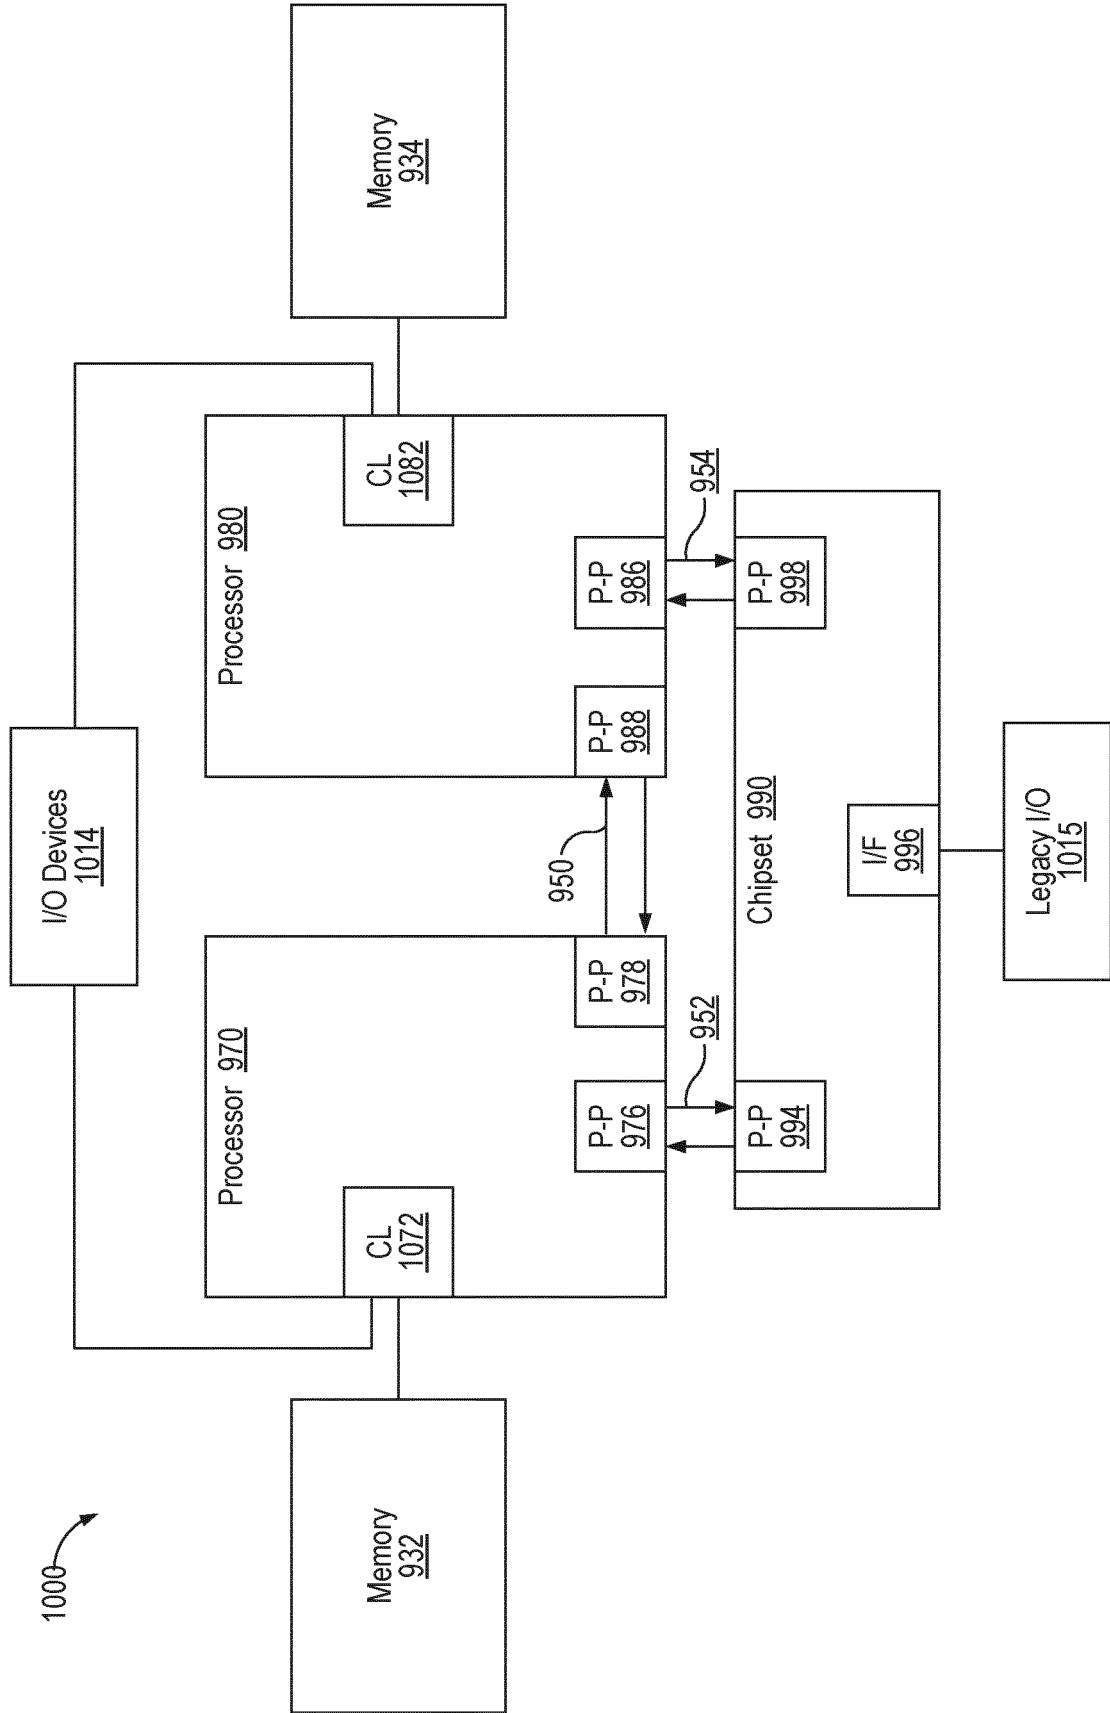 1000
I/O Devices
1014
Memory
932
CL
1072
Processor 970
P-P
976
P-P
978
950
Processor 980
CL
1082
P-P
988
P-P
986
Memory
934
952
954
P-P
994
Chipset 990
P-P
998
I/F
996
Legacy I/O
1015